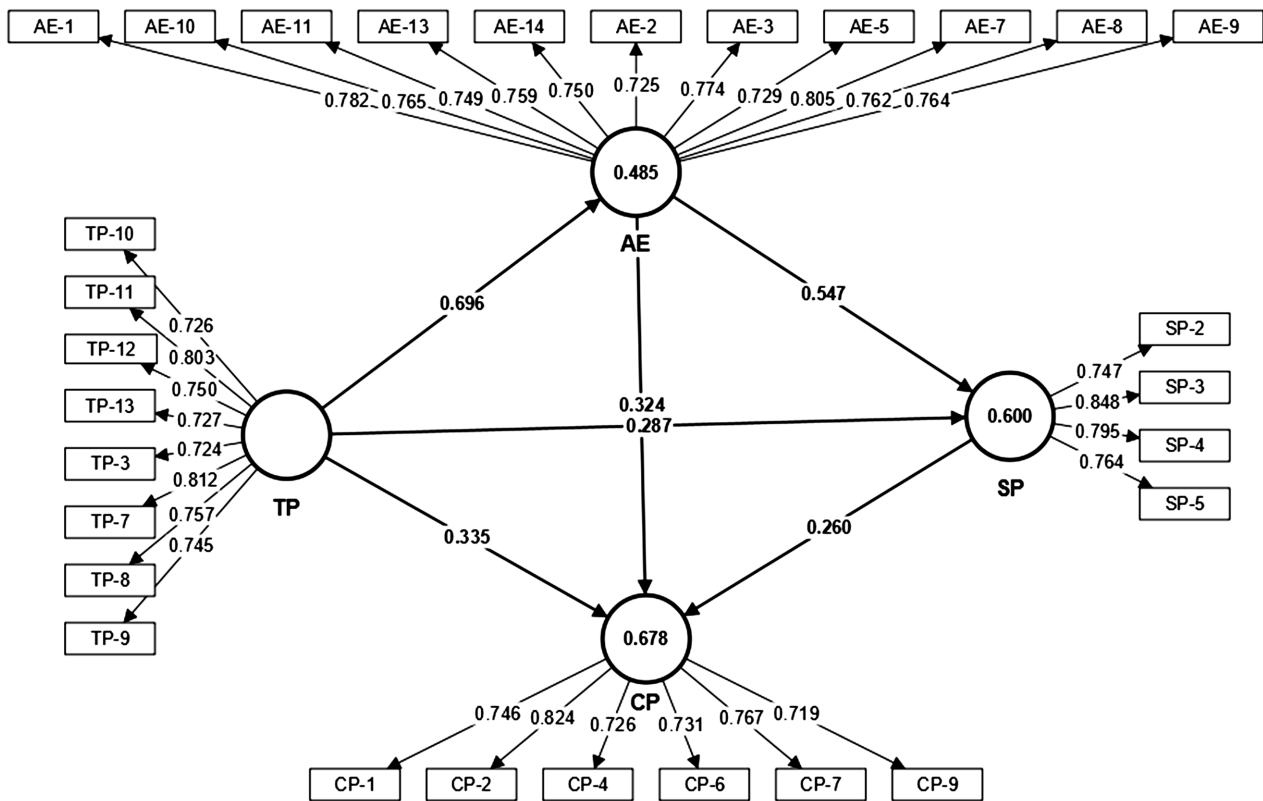 AE-1 AE-10 AE-11 AE-13 AE-14 AE-2 AE-3 AE-5 AE-7 AE-8 AE-9
0.782 0.765 0.749 0.759 0.750 0.725 0.774 0.729 0.805 0.762 0.764
0.485
AE
TP-10
TP-11
TP-12
TP-13
TP-3
TP-7
TP-8
TP-9
0.726
0.803
0.750
0.727
0.724
0.812
0.757
0.745
TP
0.696
0.547
0.324
0.287
0.335
0.260
0.600
SP
0.747
0.848
0.795
0.764
SP-2
SP-3
SP-4
SP-5
0.678
CP
0.746 0.824 0.726 0.731 0.767 0.719
CP-1 CP-2 CP-4 CP-6 CP-7 CP-9